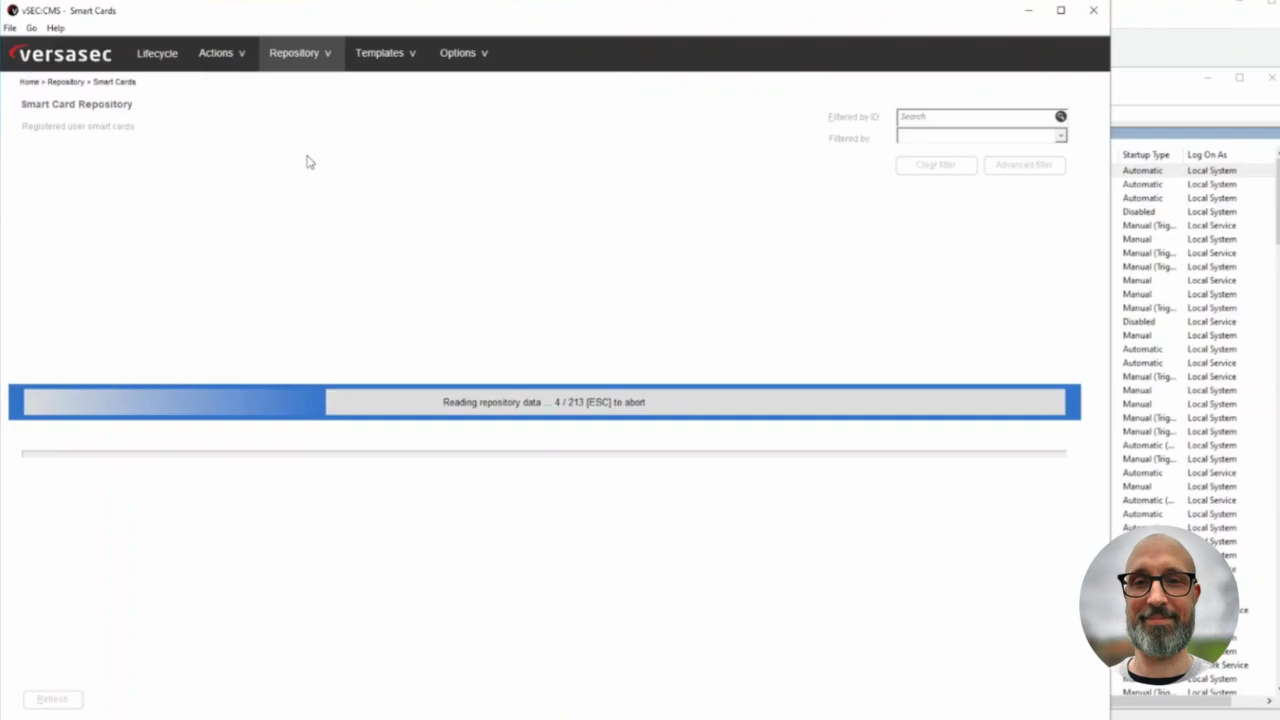 vSEC:CMS - Smart Cards
File Go Help
versasec Lifecycle Actions v Repository v Templates v Options v
Home > Repository > Smart Cards
Smart Card Repository
Registered user smart cards.
Filtered by ID: Search
Filtered by:
Clear filter Advanced filter
Reading repository data ... 4 / 213 [ESC] to abort
Refresh
Startup Type Log On As
Automatic Local System
Automatic Local System
Automatic Local System
Disabled Local System
Manual (Trig... Local Service
Manual Local System
Manual (Trig... Local Service
Manual (Trig... Local System
Manual Local System
Manual Local System
Manual (Trig... Local System
Disabled Local Service
Manual Local System
Automatic Local System
Automatic Local Service
Manual (Trig... Local Service
Manual Local System
Manual Local System
Manual (Trig... Local System
Manual (Trig... Local System
Automatic (... Local System
Manual (Trig... Local System
Automatic Local Service
Manual Local System
Automatic (... Local Service
Automatic Local System
Local System
Service
Manual (Trig... Local System
Manual (Trig... Local System